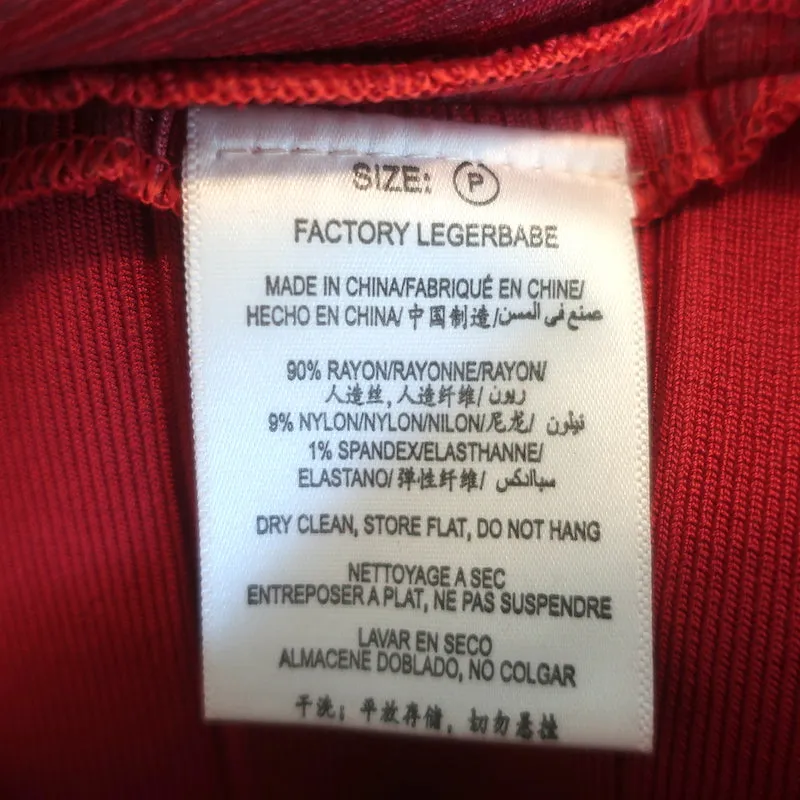 SIZE: P
FACTORY LEGERBABE
MADE IN CHINA/FABRIQUÉ EN CHINE/
HECHO EN CHINA/ 中国制造/صنع في المسن
90% RAYON/RAYONNE/RAYON/
人造丝, 人造纤维/ ريون
9% NYLON/NYLON/NILON/尼龙/ نيلون
1% SPANDEX/ELASTHANNE/
ELASTANO/ 弹性纤维/ سباندكس
DRY CLEAN, STORE FLAT, DO NOT HANG
NETTOYAGE A SEC
ENTREPOSER A PLAT, NE PAS SUSPENDRE
LAVAR EN SECO
ALMACENE DOBLADO, NO COLGAR
干洗; 平放存储, 切勿悬挂